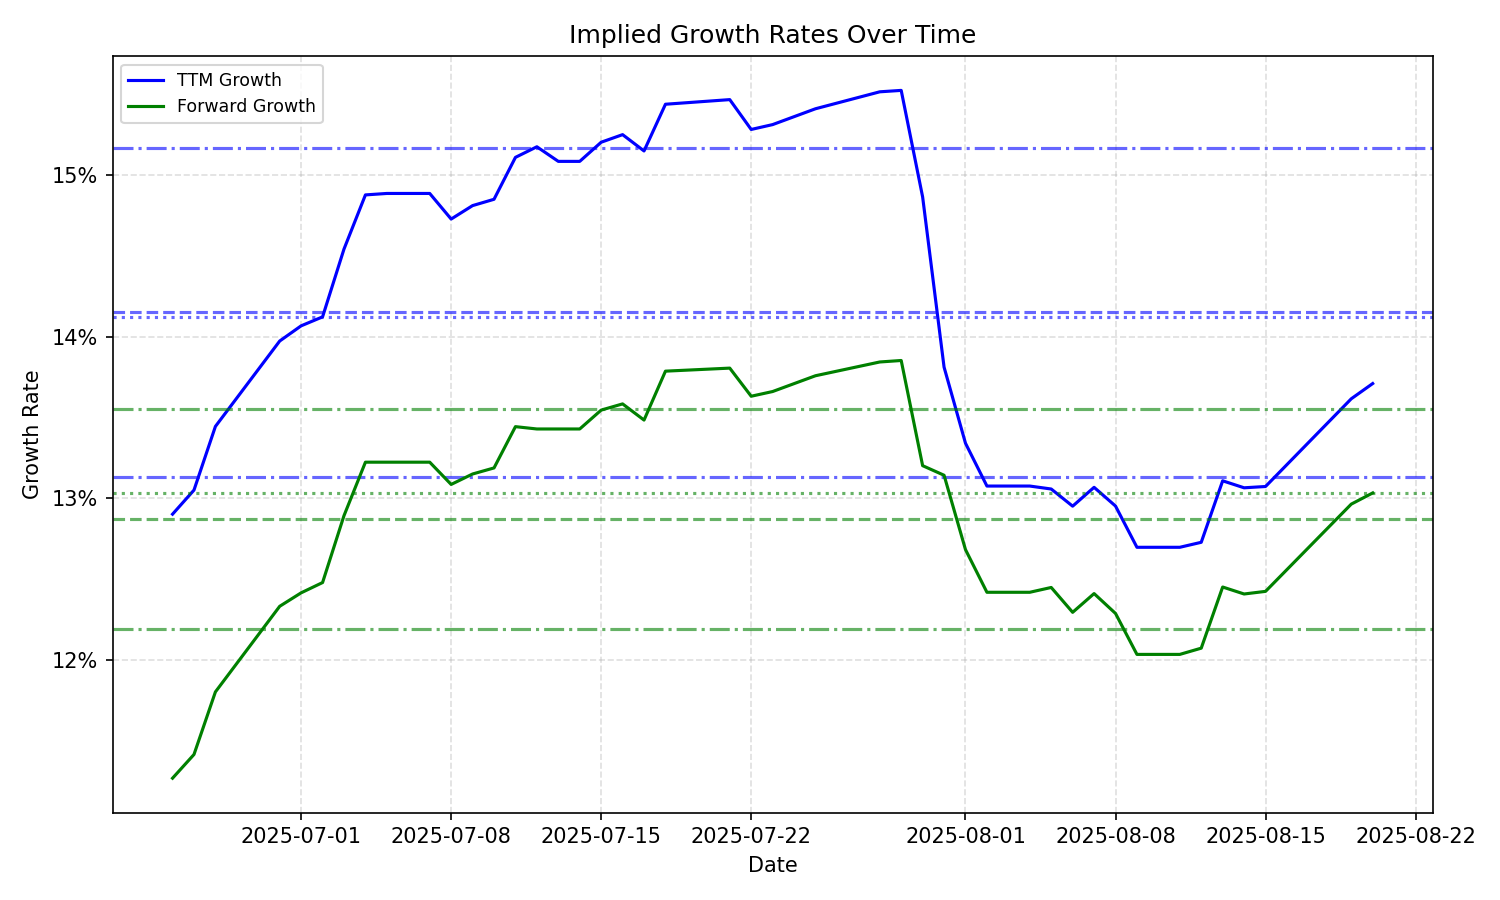 Implied Growth Rates Over Time
TTM Growth
Forward Growth
15%
14%
13%
12%
Growth Rate
2025-07-01 2025-07-08 2025-07-15 2025-07-22 2025-08-01 2025-08-08 2025-08-15 2025-08-22
Date